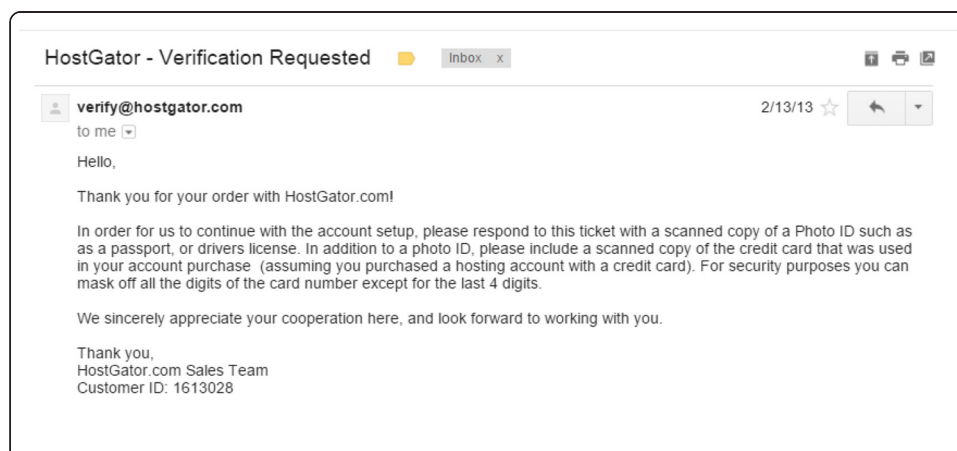 HostGator - Verification Requested Inbox x
verify@hostgator.com 2/13/13
to me
Hello,
Thank you for your order with HostGator.com!
In order for us to continue with the account setup, please respond to this ticket with a scanned copy of a Photo ID such as
as a passport, or drivers license. In addition to a photo ID, please include a scanned copy of the credit card that was used
in your account purchase (assuming you purchased a hosting account with a credit card). For security purposes you can
mask off all the digits of the card number except for the last 4 digits.
We sincerely appreciate your cooperation here, and look forward to working with you.
Thank you,
HostGator.com Sales Team
Customer ID: 1613028